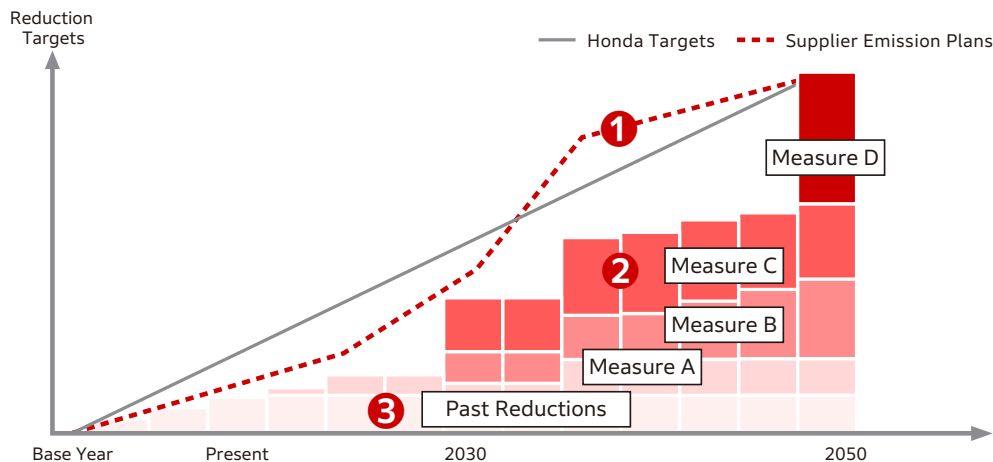 Reduction
Targets
Honda Targets
Supplier Emission Plans
1
Measure D
2
Measure C
Measure B
Measure A
3
Past Reductions
Base Year
Present
2030
2050